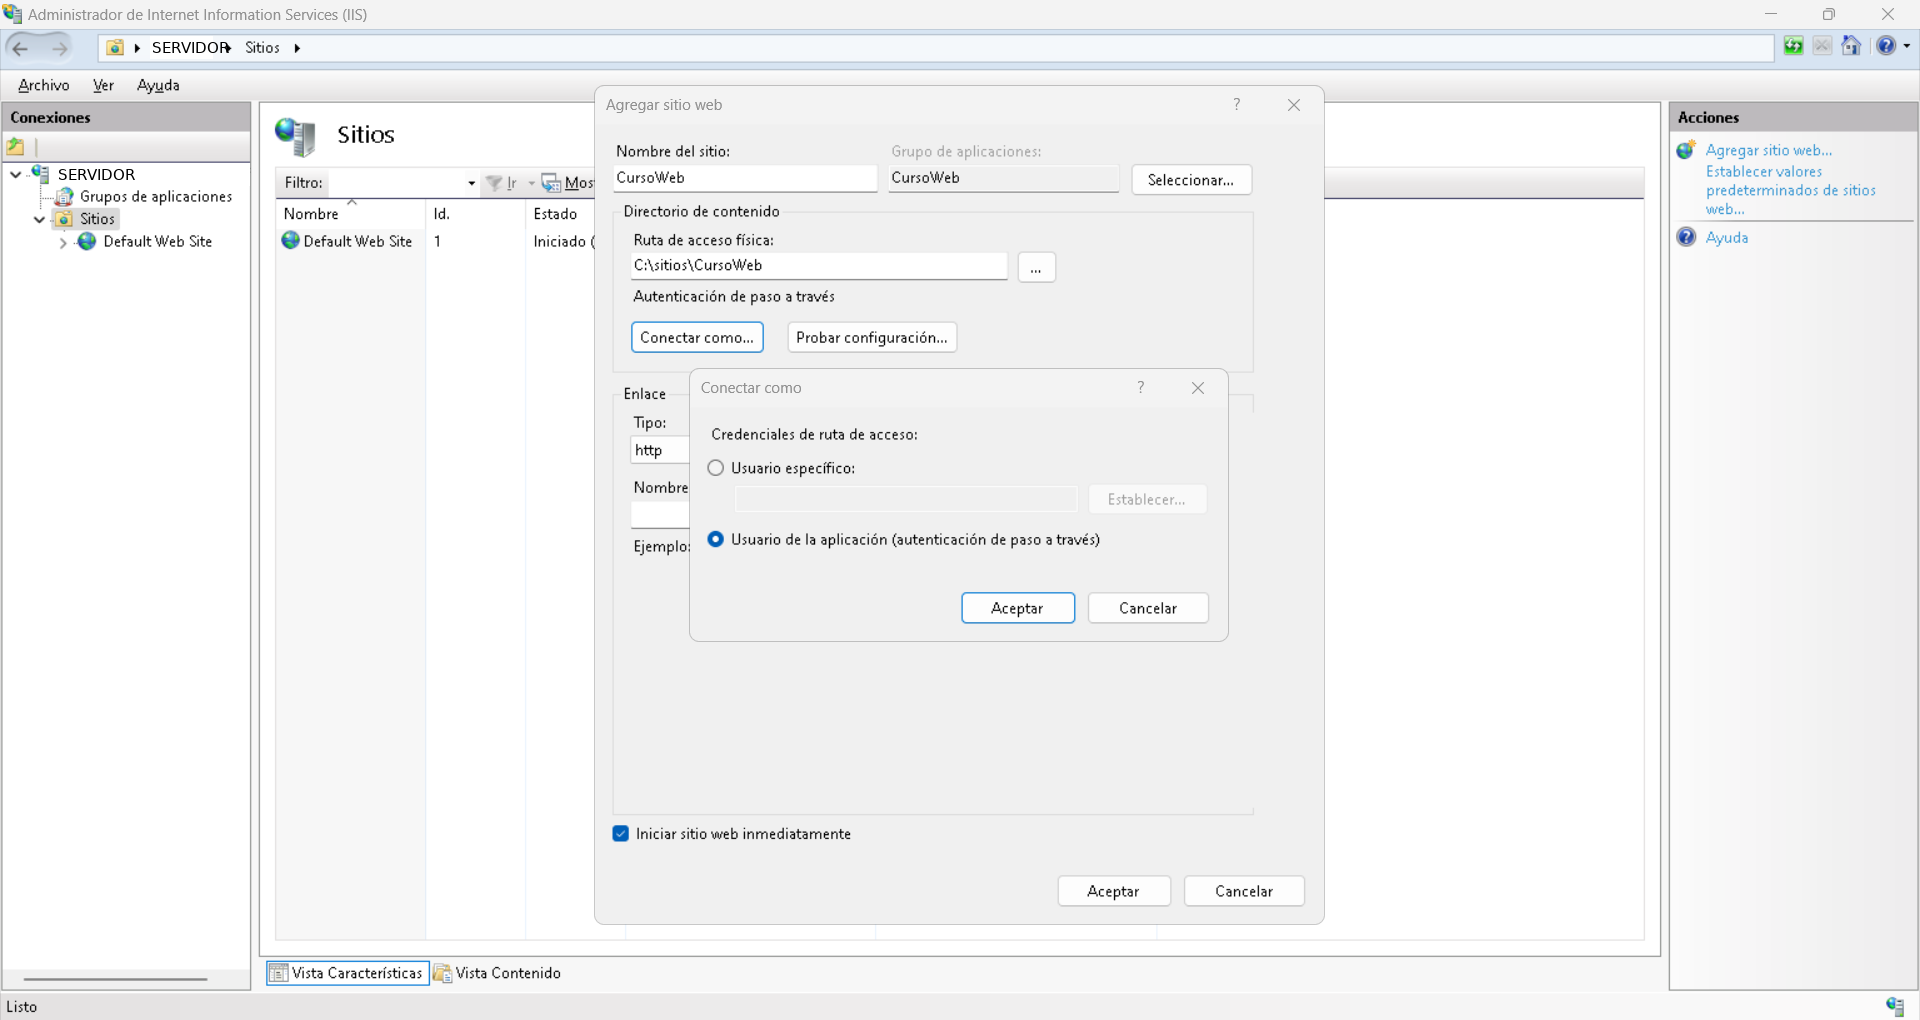 Administrador de Internet Information Services (IIS)
SERVIDOR Sitios
Archivo Ver Ayuda
Conexiones
SERVIDOR
Grupos de aplicaciones
Sitios
Default Web Site
Sitios
Filtro: Ir Most
Nombre Id. Estado
Default Web Site 1 Iniciado (
Agregar sitio web ?
Nombre del sitio: Grupo de aplicaciones:
CursoWeb CursoWeb Seleccionar...
Directorio de contenido
Ruta de acceso física:
C:\sitios\CursoWeb ...
Autenticación de paso a través
Conectar como... Probar configuración...
Enlace
Tipo:
http
Nombre
Ejemplo:
Conectar como ?
Credenciales de ruta de acceso:
Usuario específico:
Establecer...
Usuario de la aplicación (autenticación de paso a través)
Aceptar Cancelar
Iniciar sitio web inmediatamente
Aceptar Cancelar
Acciones
Agregar sitio web...
Establecer valores
predeterminados de sitios
web...
Ayuda
Vista Características Vista Contenido
Listo